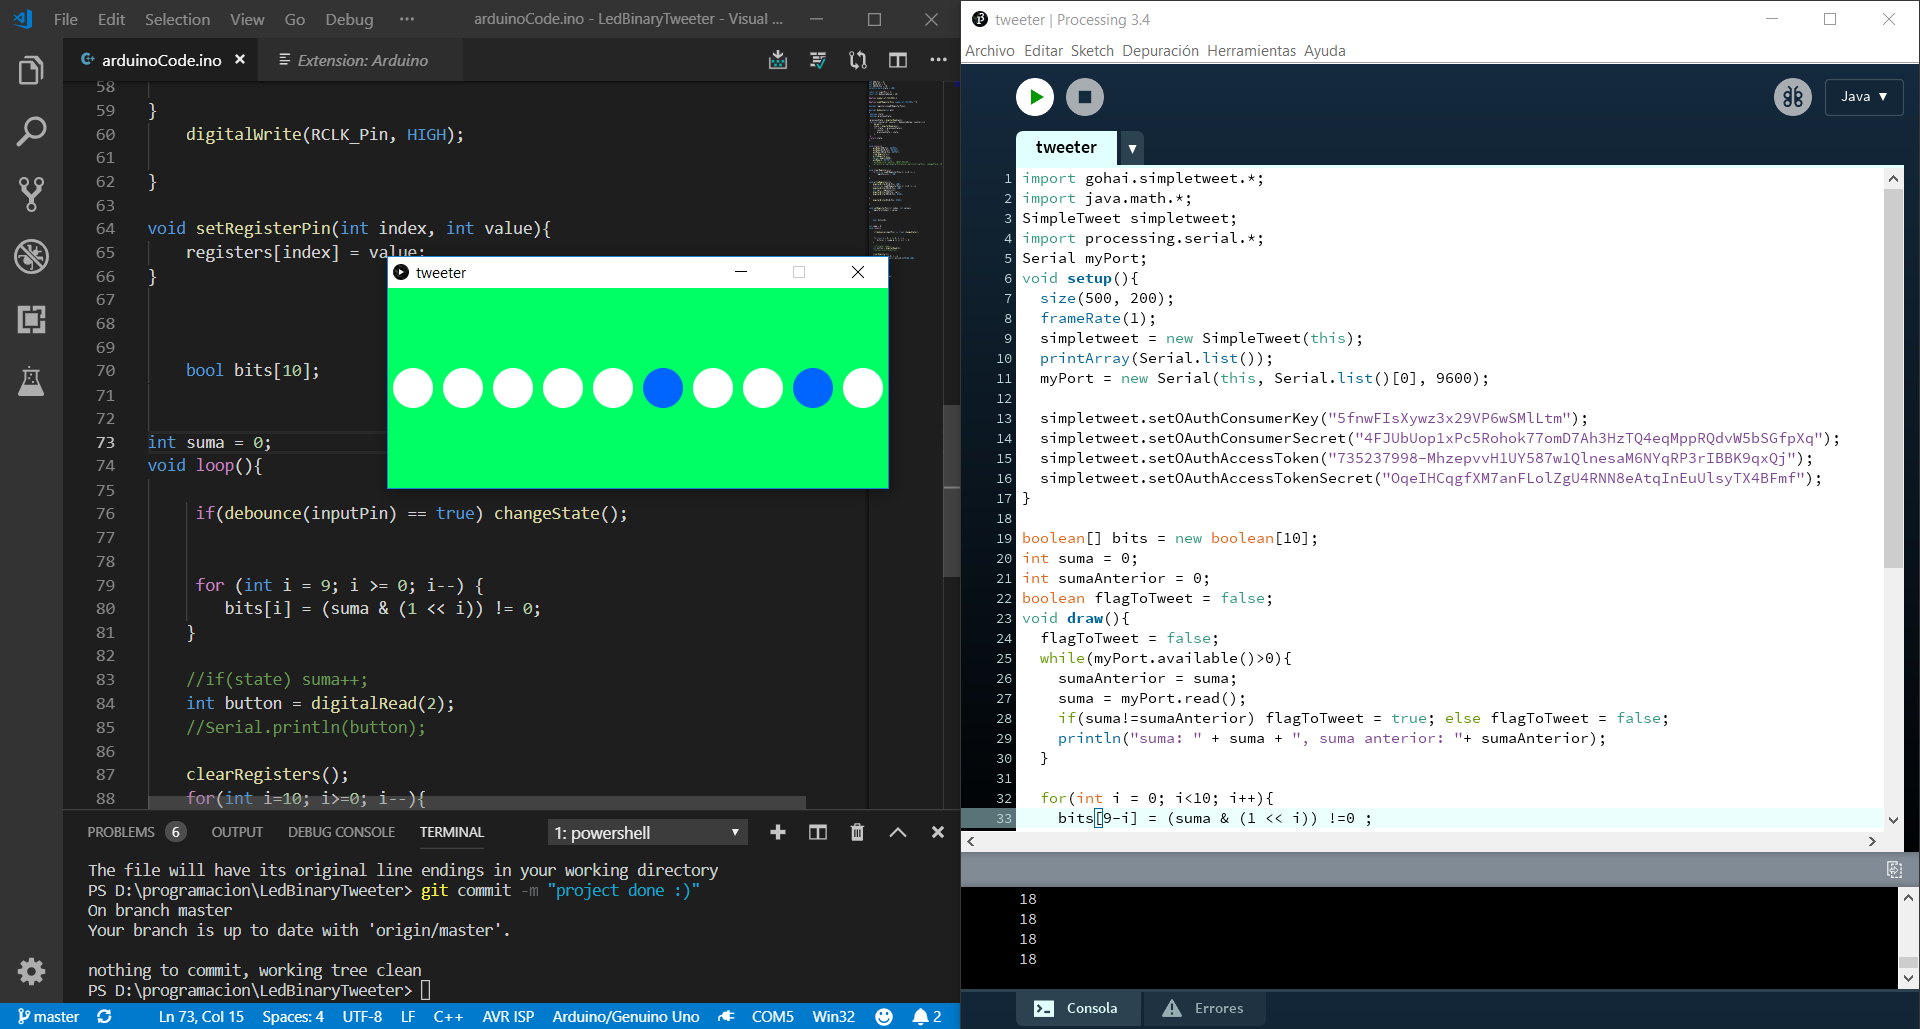 File Edit Selection View Go Debug ··· arduinoCode.ino - LedBinaryTweeter - Visual ...
arduinoCode.ino Extension: Arduino
58
59 }
60 digitalWrite(RCLK_Pin, HIGH);
61
62 }
63
64 void setRegisterPin(int index, int value){
65 registers[index] = value;
66 }
67
68
69
70 bool bits[10];
71
72
73 int suma = 0;
74 void loop(){
75
76 if(debounce(inputPin) == true) changeState();
77
78
79 for (int i = 9; i >= 0; i--) {
80 bits[i] = (suma & (1 << i)) != 0;
81 }
82
83 //if(state) suma++;
84 int button = digitalRead(2);
85 //Serial.println(button);
86
87 clearRegisters();
88 for(int i=10; i>=0; i--){
tweeter
PROBLEMS 6 OUTPUT DEBUG CONSOLE TERMINAL 1: powershell
The file will have its original line endings in your working directory
PS D:\programacion\LedBinaryTweeter> git commit -m "project done :)"
On branch master
Your branch is up to date with 'origin/master'.
nothing to commit, working tree clean
PS D:\programacion\LedBinaryTweeter>
master Ln 73, Col 15 Spaces: 4 UTF-8 LF C++ AVR ISP Arduino/Genuino Uno COM5 Win32 2
tweeter | Processing 3.4
Archivo Editar Sketch Depuración Herramientas Ayuda
Java
tweeter
1 import gohai.simpletweet.*;
2 import java.math.*;
3 SimpleTweet simpletweet;
4 import processing.serial.*;
5 Serial myPort;
6 void setup(){
7 size(500, 200);
8 frameRate(1);
9 simpletweet = new SimpleTweet(this);
10 printArray(Serial.list());
11 myPort = new Serial(this, Serial.list()[0], 9600);
12
13 simpletweet.setOAuthConsumerKey("5fnwFIsXywz3x29VP6wSMlLtm");
14 simpletweet.setOAuthConsumerSecret("4FJUbUop1xPc5Rohok77omD7Ah3HzTQ4eqMppRQdvW5bSGfpXq");
15 simpletweet.setOAuthAccessToken("735237998-MhzepvvH1UY587w1QlnesaM6NYqRP3rIBBK9qxQj");
16 simpletweet.setOAuthAccessTokenSecret("OqeIHCqgfXM7anFLolZgU4RNN8eAtqInEuUlsyTX4BFmf");
17 }
18
19 boolean[] bits = new boolean[10];
20 int suma = 0;
21 int sumaAnterior = 0;
22 boolean flagToTweet = false;
23 void draw(){
24 flagToTweet = false;
25 while(myPort.available()>0){
26 sumaAnterior = suma;
27 suma = myPort.read();
28 if(suma!=sumaAnterior) flagToTweet = true; else flagToTweet = false;
29 println("suma: " + suma + ", suma anterior: "+ sumaAnterior);
30 }
31
32 for(int i = 0; i<10; i++){
33 bits[9-i] = (suma & (1 << i)) !=0 ;
18
18
18
18
Consola Errores